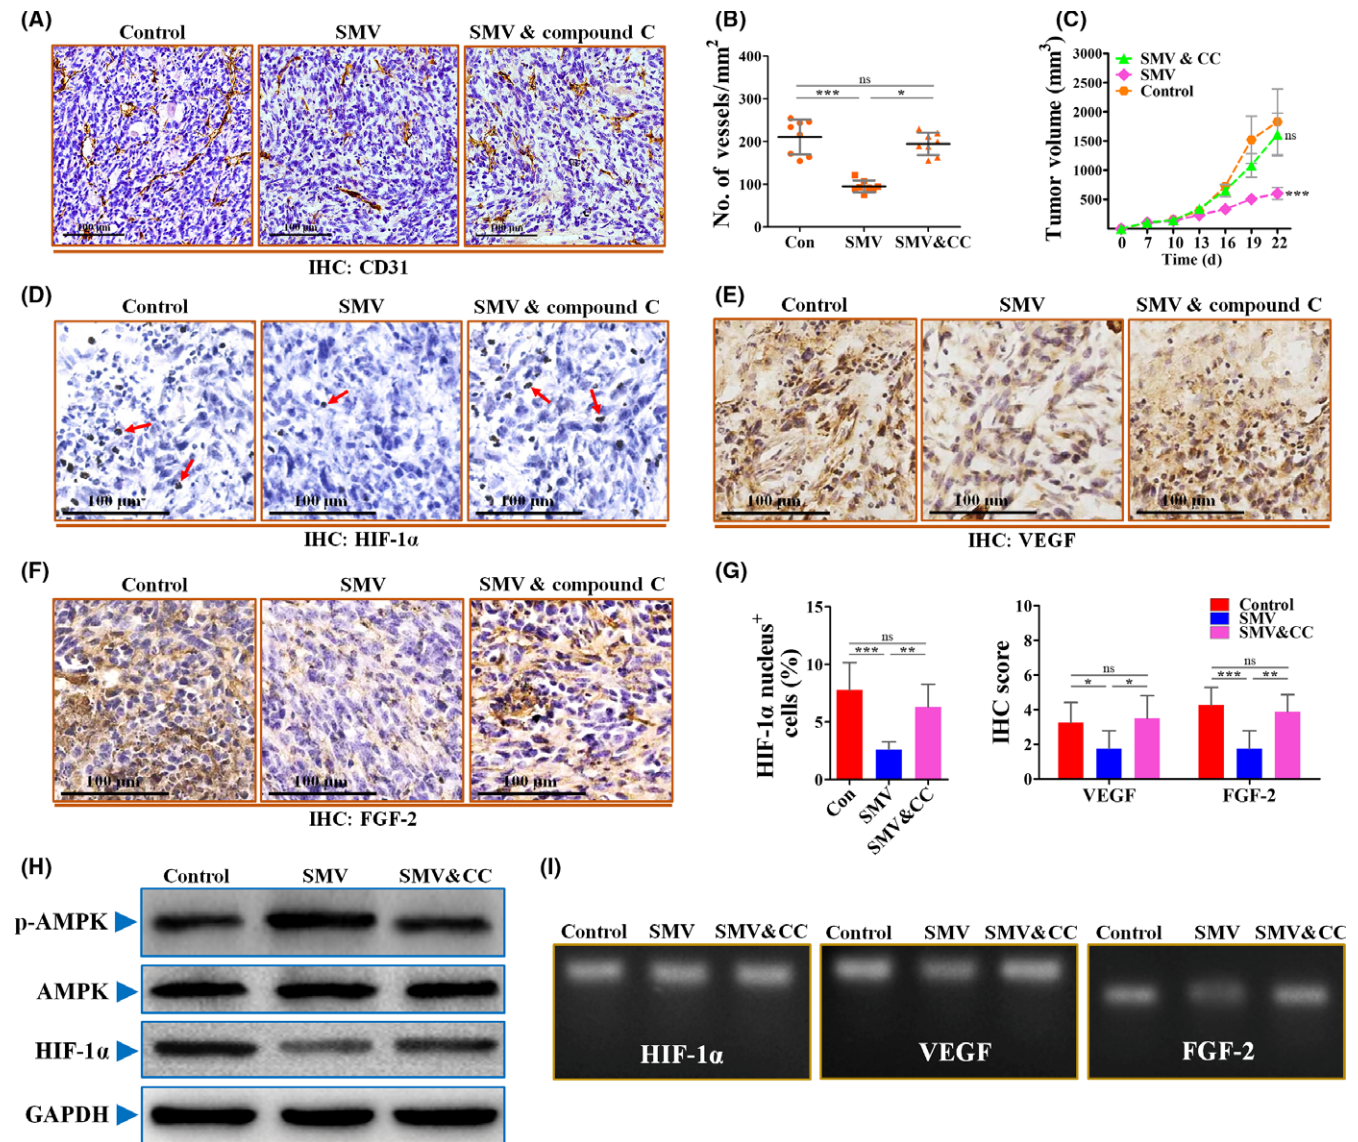 (A)
Control SMV SMV & compound C
100 μm 100 μm 100 μm
IHC: CD31
(B)
No. of vessels/mm²
400
300
200
100
0
ns
*** *
Con SMV SMV&CC
(C)
Tumor volume (mm³)
3000
2500
2000
1500
1000
500
SMV & CC
SMV
Control
ns
***
0 7 10 13 16 19 22
Time (d)
(D)
Control SMV SMV & compound C
100 μm 100 μm 100 μm
IHC: HIF-1α
(E)
Control SMV SMV & compound C
100 μm 100 μm 100 μm
IHC: VEGF
(F)
Control SMV SMV & compound C
100 μm 100 μm 100 μm
IHC: FGF-2
(G)
HIF-1α nucleus⁺
cells (%)
15
10
5
0
ns
*** **
Con SMV SMV&CC
IHC score
10
8
6
4
2
0
Control
SMV
SMV&CC
ns ns
* * *** **
VEGF FGF-2
(H)
Control SMV SMV&CC
p-AMPK
AMPK
HIF-1α
GAPDH
(I)
Control SMV SMV&CC Control SMV SMV&CC Control SMV SMV&CC
HIF-1α VEGF FGF-2